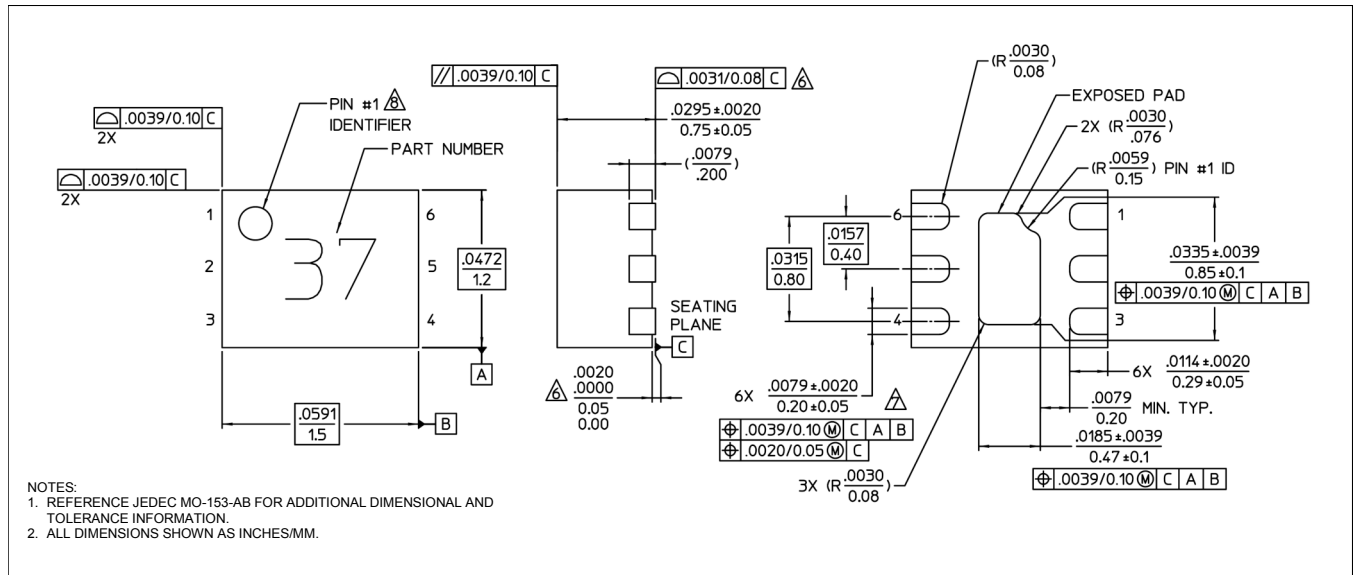 // .0039/0.10 C
⌓ .0031/0.08 C 6
.0295±.0020
0.75±0.05
(.0079
.200)
⌓ .0039/0.10 C
2X
⌓ .0039/0.10 C
2X
PIN #1 8
IDENTIFIER
PART NUMBER
1
2
3
37
6
5
4
.0472
1.2
A
.0591
1.5
B
SEATING
PLANE
C
6
.0020
.0000
0.05
0.00
(R .0030
0.08)
EXPOSED PAD
2X (R .0030
.076)
(R .0059
0.15) PIN #1 ID
6
4
1
3
.0315
0.80
.0157
0.40
.0335±.0039
0.85±0.1
⌖ .0039/0.10 Ⓜ C A B
6X .0114±.0020
0.29±0.05
.0079
0.20 MIN. TYP.
.0185±.0039
0.47±0.1
⌖ .0039/0.10 Ⓜ C A B
6X .0079±.0020
0.20±0.05 7
⌖ .0039/0.10 Ⓜ C A B
⌖ .0020/0.05 Ⓜ C
3X (R .0030
0.08)
NOTES:
1. REFERENCE JEDEC MO-153-AB FOR ADDITIONAL DIMENSIONAL AND
TOLERANCE INFORMATION.
2. ALL DIMENSIONS SHOWN AS INCHES/MM.